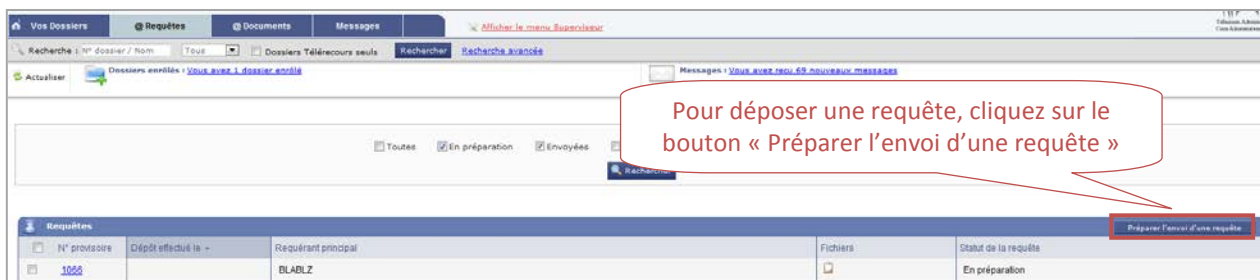 Vos Dossiers @ Requêtes @ Documents Messages Afficher le menu Superviseur
Recherche : N° dossier / Nom Tous Dossiers Télérecours seuls Rechercher Recherche avancée
Actualiser Dossiers enrôlés : Vous avez 1 dossier enrôlé Messages : Vous avez reçu 69 nouveaux messages
Pour déposer une requête, cliquez sur le
bouton « Préparer l’envoi d’une requête »
Toutes En préparation Envoyées
Rechercher
Requêtes Préparer l'envoi d'une requête
N° provisoire Dépôt effectué le Requérant principal Fichiers Statut de la requête
1066 BLABLZ En préparation